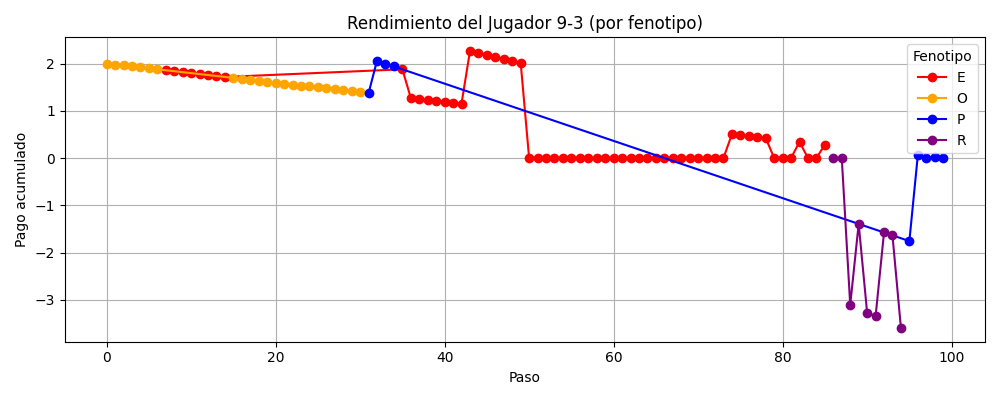 Rendimiento del Jugador 9-3 (por fenotipo)
Fenotipo
E
O
P
R
Pago acumulado
2
1
0
−1
−2
−3
0 20 40 60 80 100
Paso